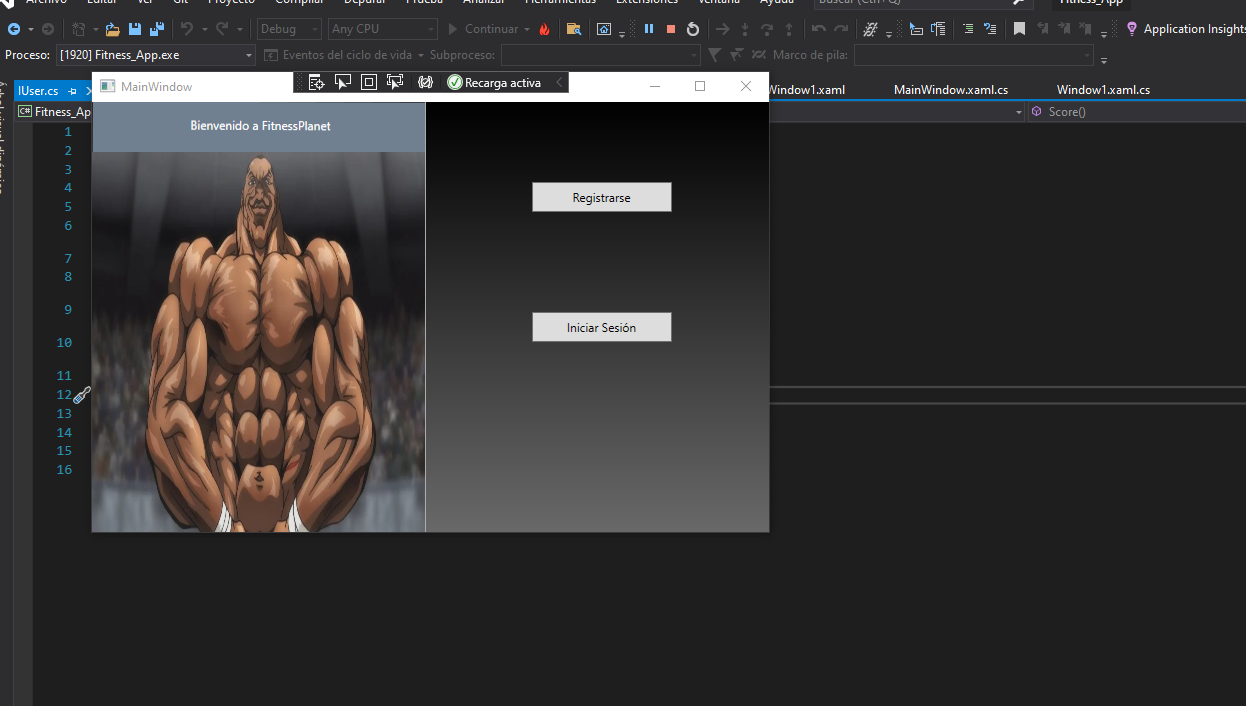 Archivo Editar Ver Git Proyecto Compilar Depurar Prueba Analizar Herramientas Extensiones Ventana Ayuda Buscar (Ctrl+Q) Fitness_App
Debug Any CPU Continuar Application Insights
Proceso: [1920] Fitness_App.exe Eventos del ciclo de vida Subproceso: Marco de pila:
IUser.cs MainWindow Recarga activa Window1.xaml MainWindow.xaml.cs Window1.xaml.cs
C# Fitness_Ap Score()
Bienvenido a FitnessPlanet
Registrarse
Iniciar Sesión
1
2
3
4
5
6
7
8
9
10
11
12
13
14
15
16